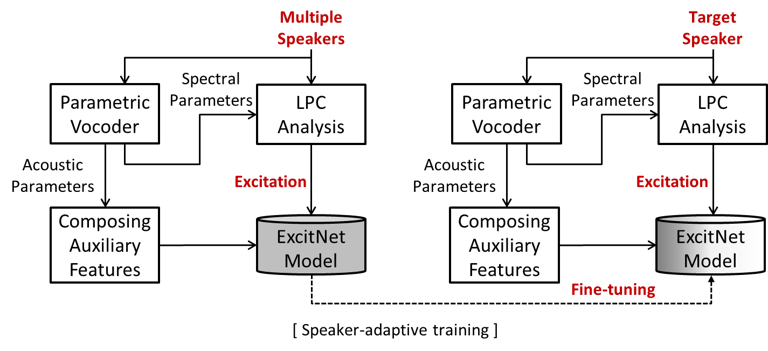 Multiple
Speakers
Parametric
Vocoder
Spectral
Parameters
LPC
Analysis
Acoustic
Parameters
Excitation
Composing
Auxiliary
Features
ExcitNet
Model
Target
Speaker
Parametric
Vocoder
Spectral
Parameters
LPC
Analysis
Acoustic
Parameters
Excitation
Composing
Auxiliary
Features
ExcitNet
Model
Fine-tuning
[ Speaker-adaptive training ]